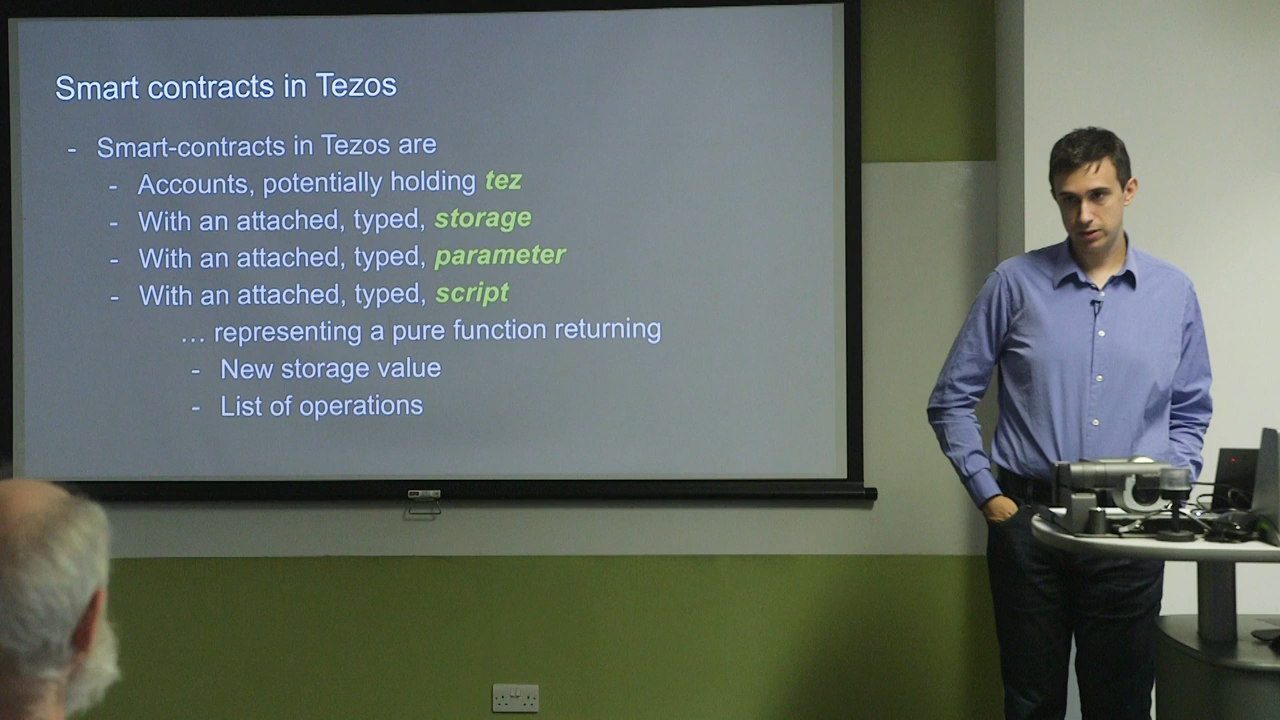 Smart contracts in Tezos
- Smart-contracts in Tezos are
- Accounts, potentially holding tez
- With an attached, typed, storage
- With an attached, typed, parameter
- With an attached, typed, script
… representing a pure function returning
- New storage value
- List of operations